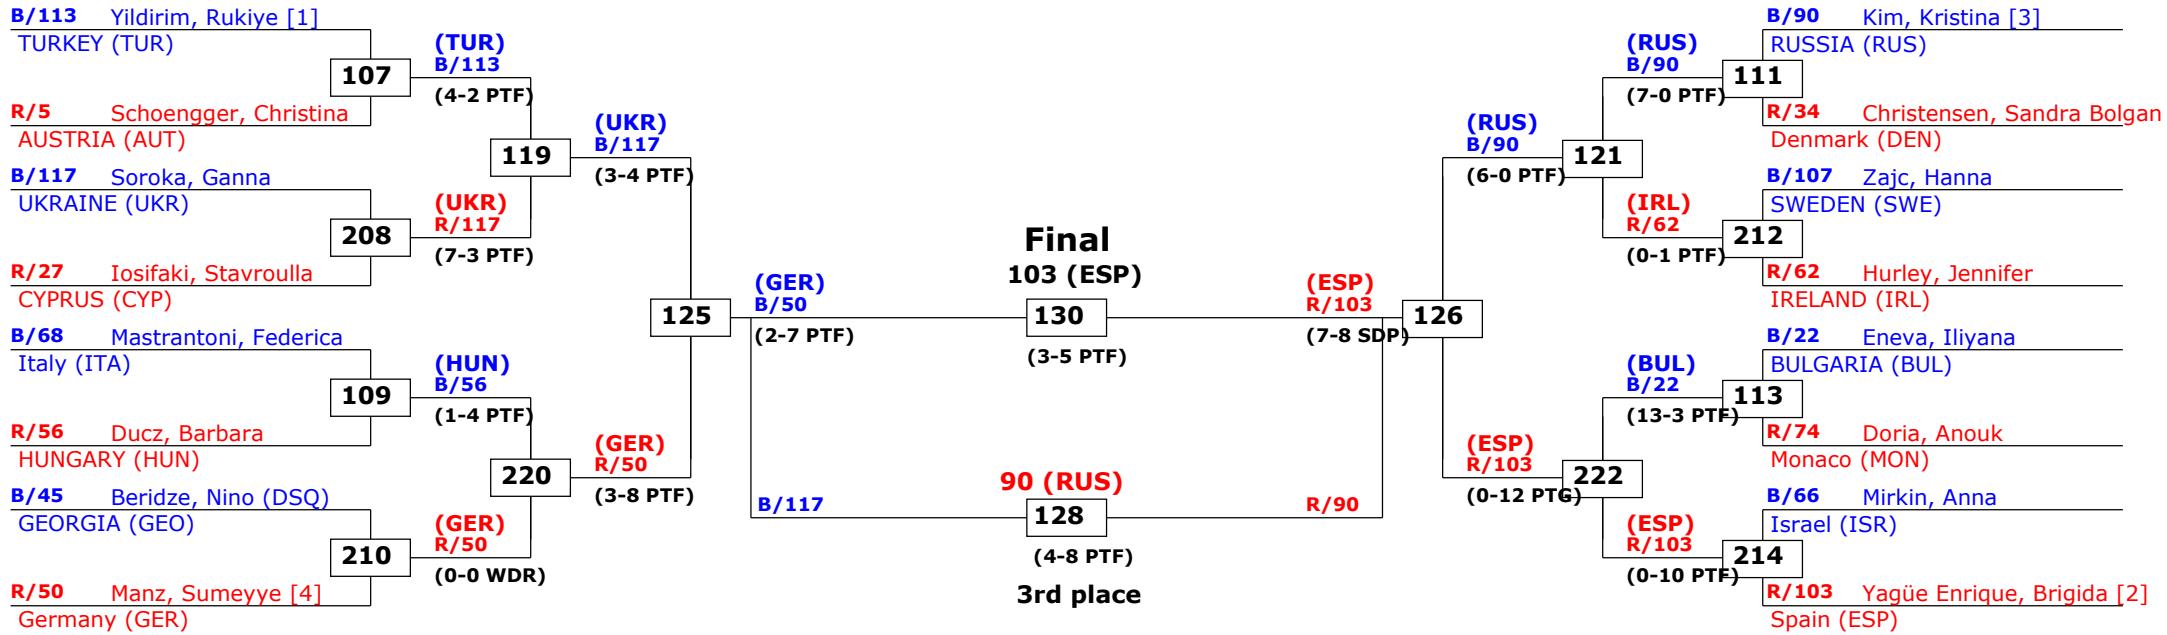 B/113 Yildirim, Rukiye [1]
TURKEY (TUR)
107
R/5 Schoengger, Christina
AUSTRIA (AUT)
B/117 Soroka, Ganna
UKRAINE (UKR)
208
R/27 Iosifaki, Stavroulla
CYPRUS (CYP)
B/68 Mastrantoni, Federica
Italy (ITA)
109
R/56 Ducz, Barbara
HUNGARY (HUN)
B/45 Beridze, Nino (DSQ)
GEORGIA (GEO)
210
R/50 Manz, Sumeyye [4]
Germany (GER)
(TUR)
B/113
(4-2 PTF)
119
(UKR)
R/117
(7-3 PTF)
(HUN)
B/56
(1-4 PTF)
220
(GER)
R/50
(0-0 WDR)
(UKR)
B/117
(3-4 PTF)
125
(GER)
R/50
(3-8 PTF)
(GER)
B/50
(2-7 PTF)
B/117
Final
103 (ESP)
130
(3-5 PTF)
90 (RUS)
128
(4-8 PTF)
3rd place
(ESP)
R/103
(7-8 SDP)
R/90
126
(RUS)
B/90
(6-0 PTF)
(ESP)
R/103
(0-12 PTG)
121
222
(RUS)
B/90
(7-0 PTF)
(IRL)
R/62
(0-1 PTF)
(BUL)
B/22
(13-3 PTF)
(ESP)
R/103
(0-10 PTF)
B/90 Kim, Kristina [3]
RUSSIA (RUS)
111
R/34 Christensen, Sandra Bolgan
Denmark (DEN)
B/107 Zajc, Hanna
SWEDEN (SWE)
212
R/62 Hurley, Jennifer
IRELAND (IRL)
B/22 Eneva, Iliyana
BULGARIA (BUL)
113
R/74 Doria, Anouk
Monaco (MON)
B/66 Mirkin, Anna
Israel (ISR)
214
R/103 Yagüe Enrique, Brigida [2]
Spain (ESP)